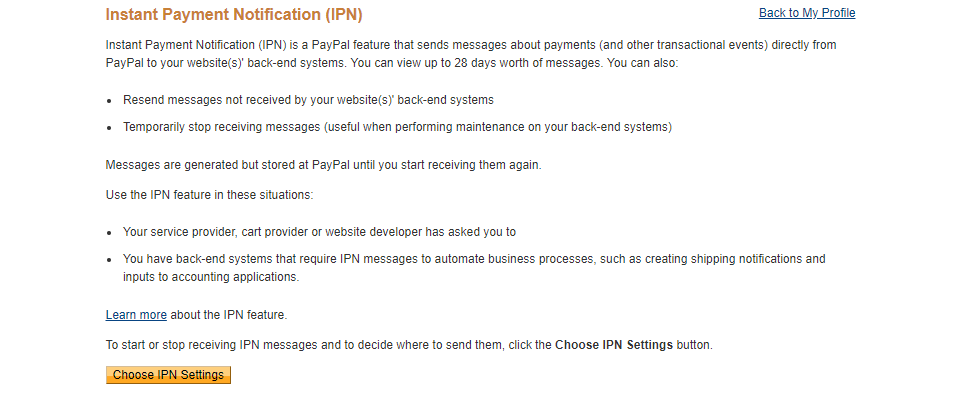 Instant Payment Notification (IPN)
Back to My Profile
Instant Payment Notification (IPN) is a PayPal feature that sends messages about payments (and other transactional events) directly from
PayPal to your website(s)' back-end systems. You can view up to 28 days worth of messages. You can also:
• Resend messages not received by your website(s)' back-end systems
• Temporarily stop receiving messages (useful when performing maintenance on your back-end systems)
Messages are generated but stored at PayPal until you start receiving them again.
Use the IPN feature in these situations:
• Your service provider, cart provider or website developer has asked you to
• You have back-end systems that require IPN messages to automate business processes, such as creating shipping notifications and
inputs to accounting applications.
Learn more about the IPN feature.
To start or stop receiving IPN messages and to decide where to send them, click the Choose IPN Settings button.
Choose IPN Settings